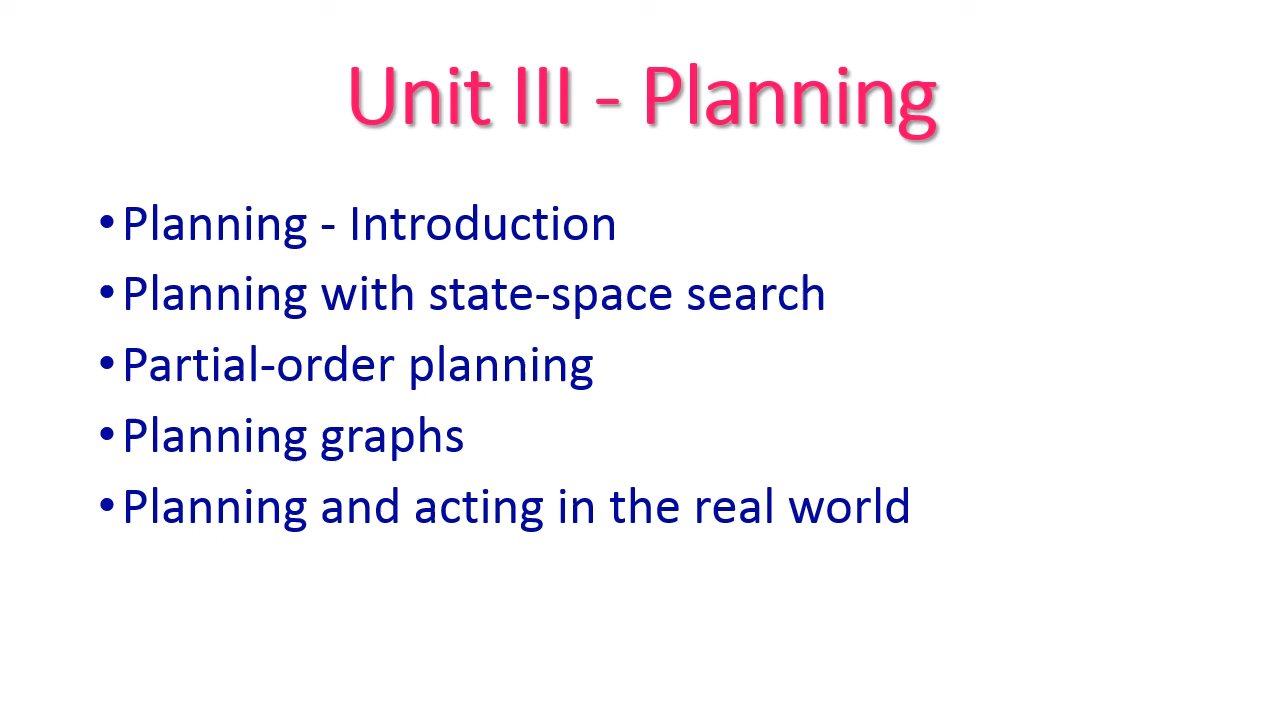 Unit III - Planning
•Planning - Introduction
•Planning with state-space search
•Partial-order planning
•Planning graphs
•Planning and acting in the real world